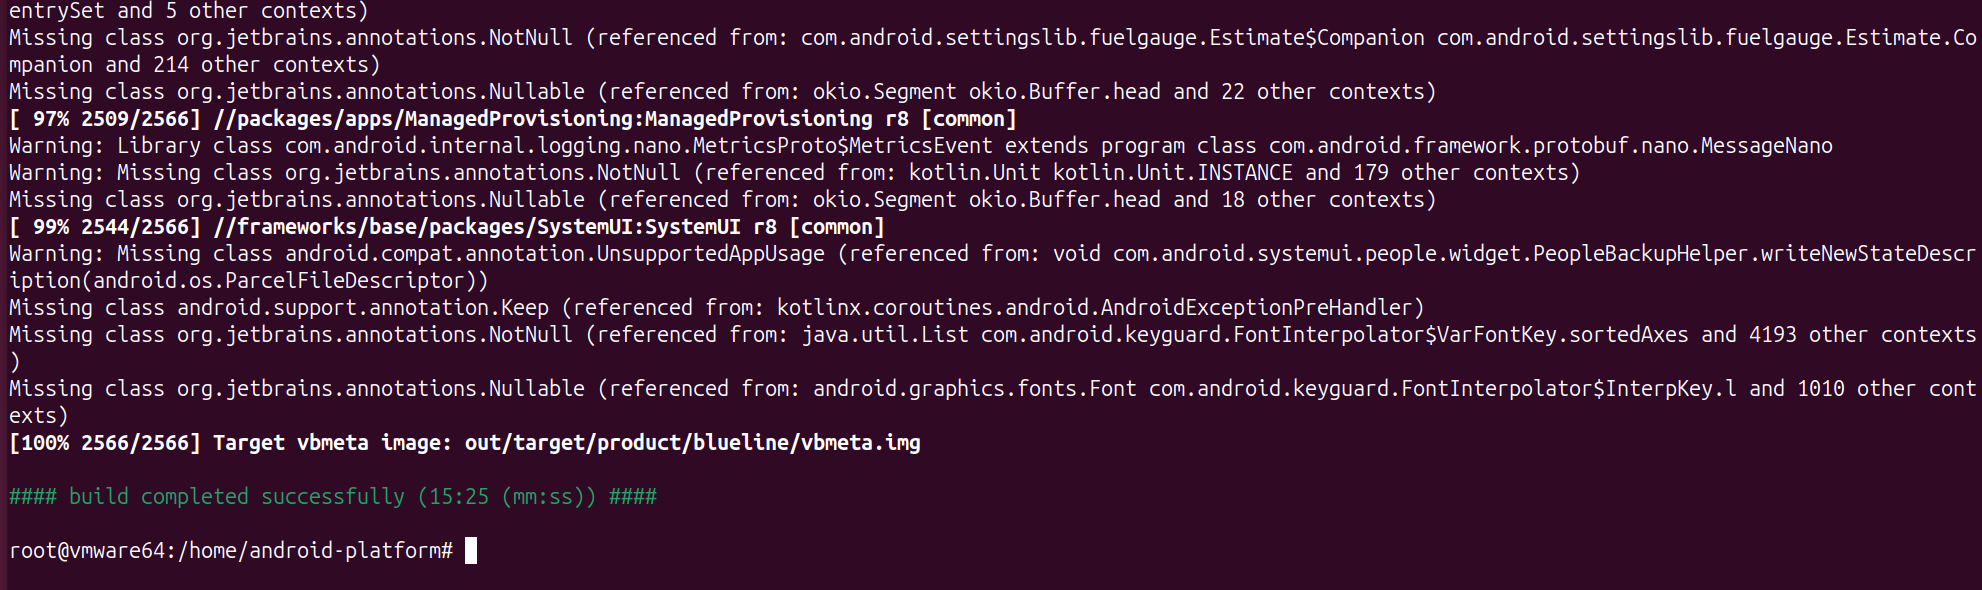 entrySet and 5 other contexts)
Missing class org.jetbrains.annotations.NotNull (referenced from: com.android.settingslib.fuelgauge.Estimate$Companion com.android.settingslib.fuelgauge.Estimate.Co
mpanion and 214 other contexts)
Missing class org.jetbrains.annotations.Nullable (referenced from: okio.Segment okio.Buffer.head and 22 other contexts)
[ 97% 2509/2566] //packages/apps/ManagedProvisioning:ManagedProvisioning r8 [common]
Warning: Library class com.android.internal.logging.nano.MetricsProto$MetricsEvent extends program class com.android.framework.protobuf.nano.MessageNano
Warning: Missing class org.jetbrains.annotations.NotNull (referenced from: kotlin.Unit kotlin.Unit.INSTANCE and 179 other contexts)
Missing class org.jetbrains.annotations.Nullable (referenced from: okio.Segment okio.Buffer.head and 18 other contexts)
[ 99% 2544/2566] //frameworks/base/packages/SystemUI:SystemUI r8 [common]
Warning: Missing class android.compat.annotation.UnsupportedAppUsage (referenced from: void com.android.systemui.people.widget.PeopleBackupHelper.writeNewStateDescr
iption(android.os.ParcelFileDescriptor))
Missing class android.support.annotation.Keep (referenced from: kotlinx.coroutines.android.AndroidExceptionPreHandler)
Missing class org.jetbrains.annotations.NotNull (referenced from: java.util.List com.android.keyguard.FontInterpolator$VarFontKey.sortedAxes and 4193 other contexts
)
Missing class org.jetbrains.annotations.Nullable (referenced from: android.graphics.fonts.Font com.android.keyguard.FontInterpolator$InterpKey.l and 1010 other cont
exts)
[100% 2566/2566] Target vbmeta image: out/target/product/blueline/vbmeta.img
#### build completed successfully (15:25 (mm:ss)) ####
root@vmware64:/home/android-platform#